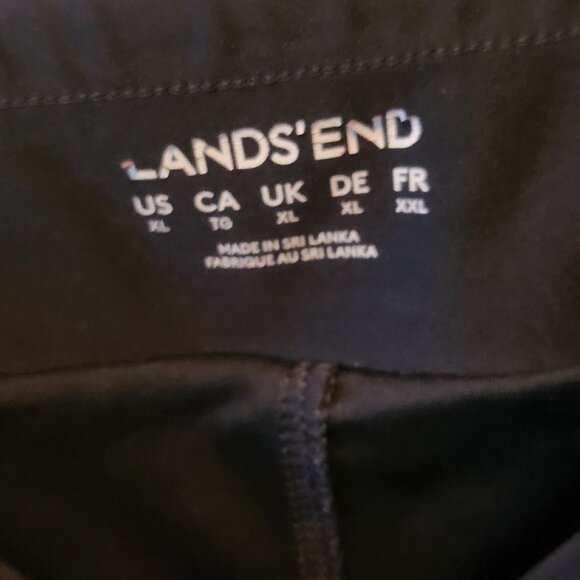 LANDS'END
US CA UK DE FR
XL TG XL XL XXL
MADE IN SRI LANKA
FABRIQUE AU SRI LANKA